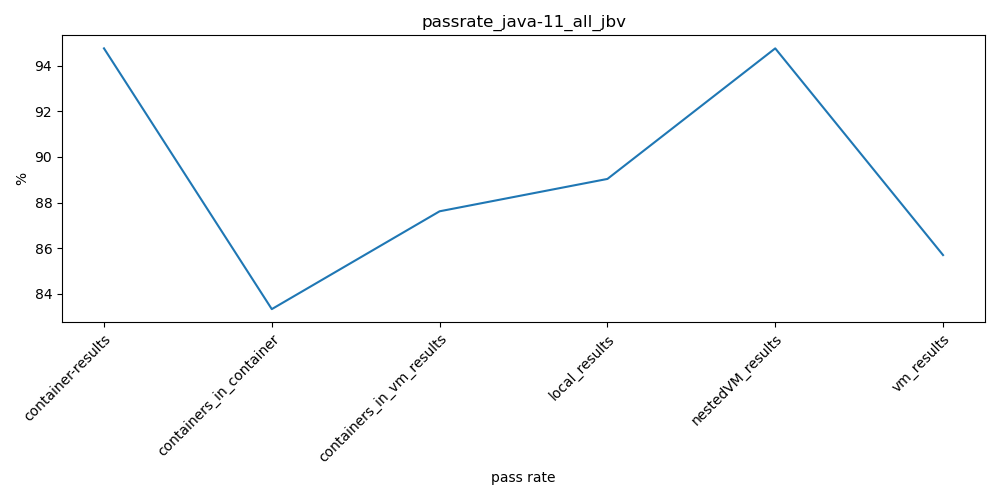 passrate_java-11_all_jbv
%
94
92
90
88
86
84
container-results
containers_in_container
containers_in_vm_results
local_results
nestedVM_results
vm_results
pass rate